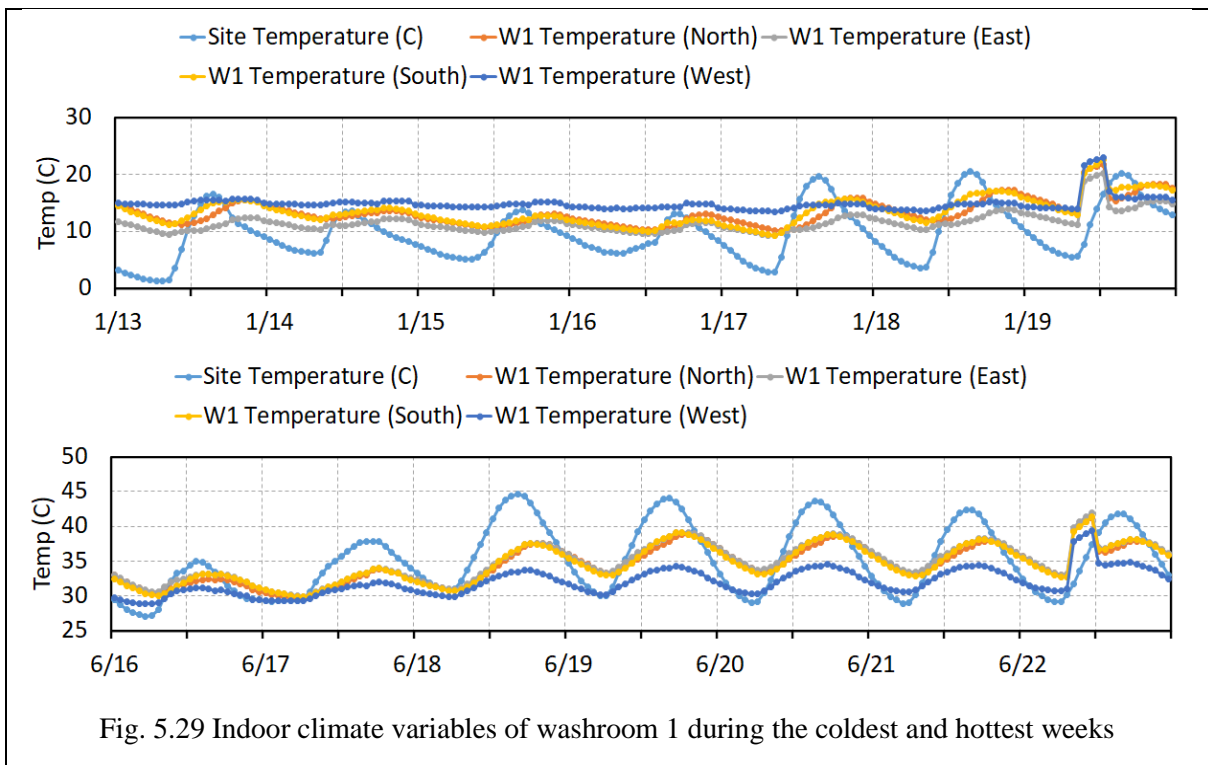 Site Temperature (C) W1 Temperature (North) W1 Temperature (East)
W1 Temperature (South) W1 Temperature (West)
30
20
10
0
Temp (C)
1/13 1/14 1/15 1/16 1/17 1/18 1/19
Site Temperature (C) W1 Temperature (North) W1 Temperature (East)
W1 Temperature (South) W1 Temperature (West)
50
45
40
35
30
25
Temp (C)
6/16 6/17 6/18 6/19 6/20 6/21 6/22
Fig. 5.29 Indoor climate variables of washroom 1 during the coldest and hottest weeks